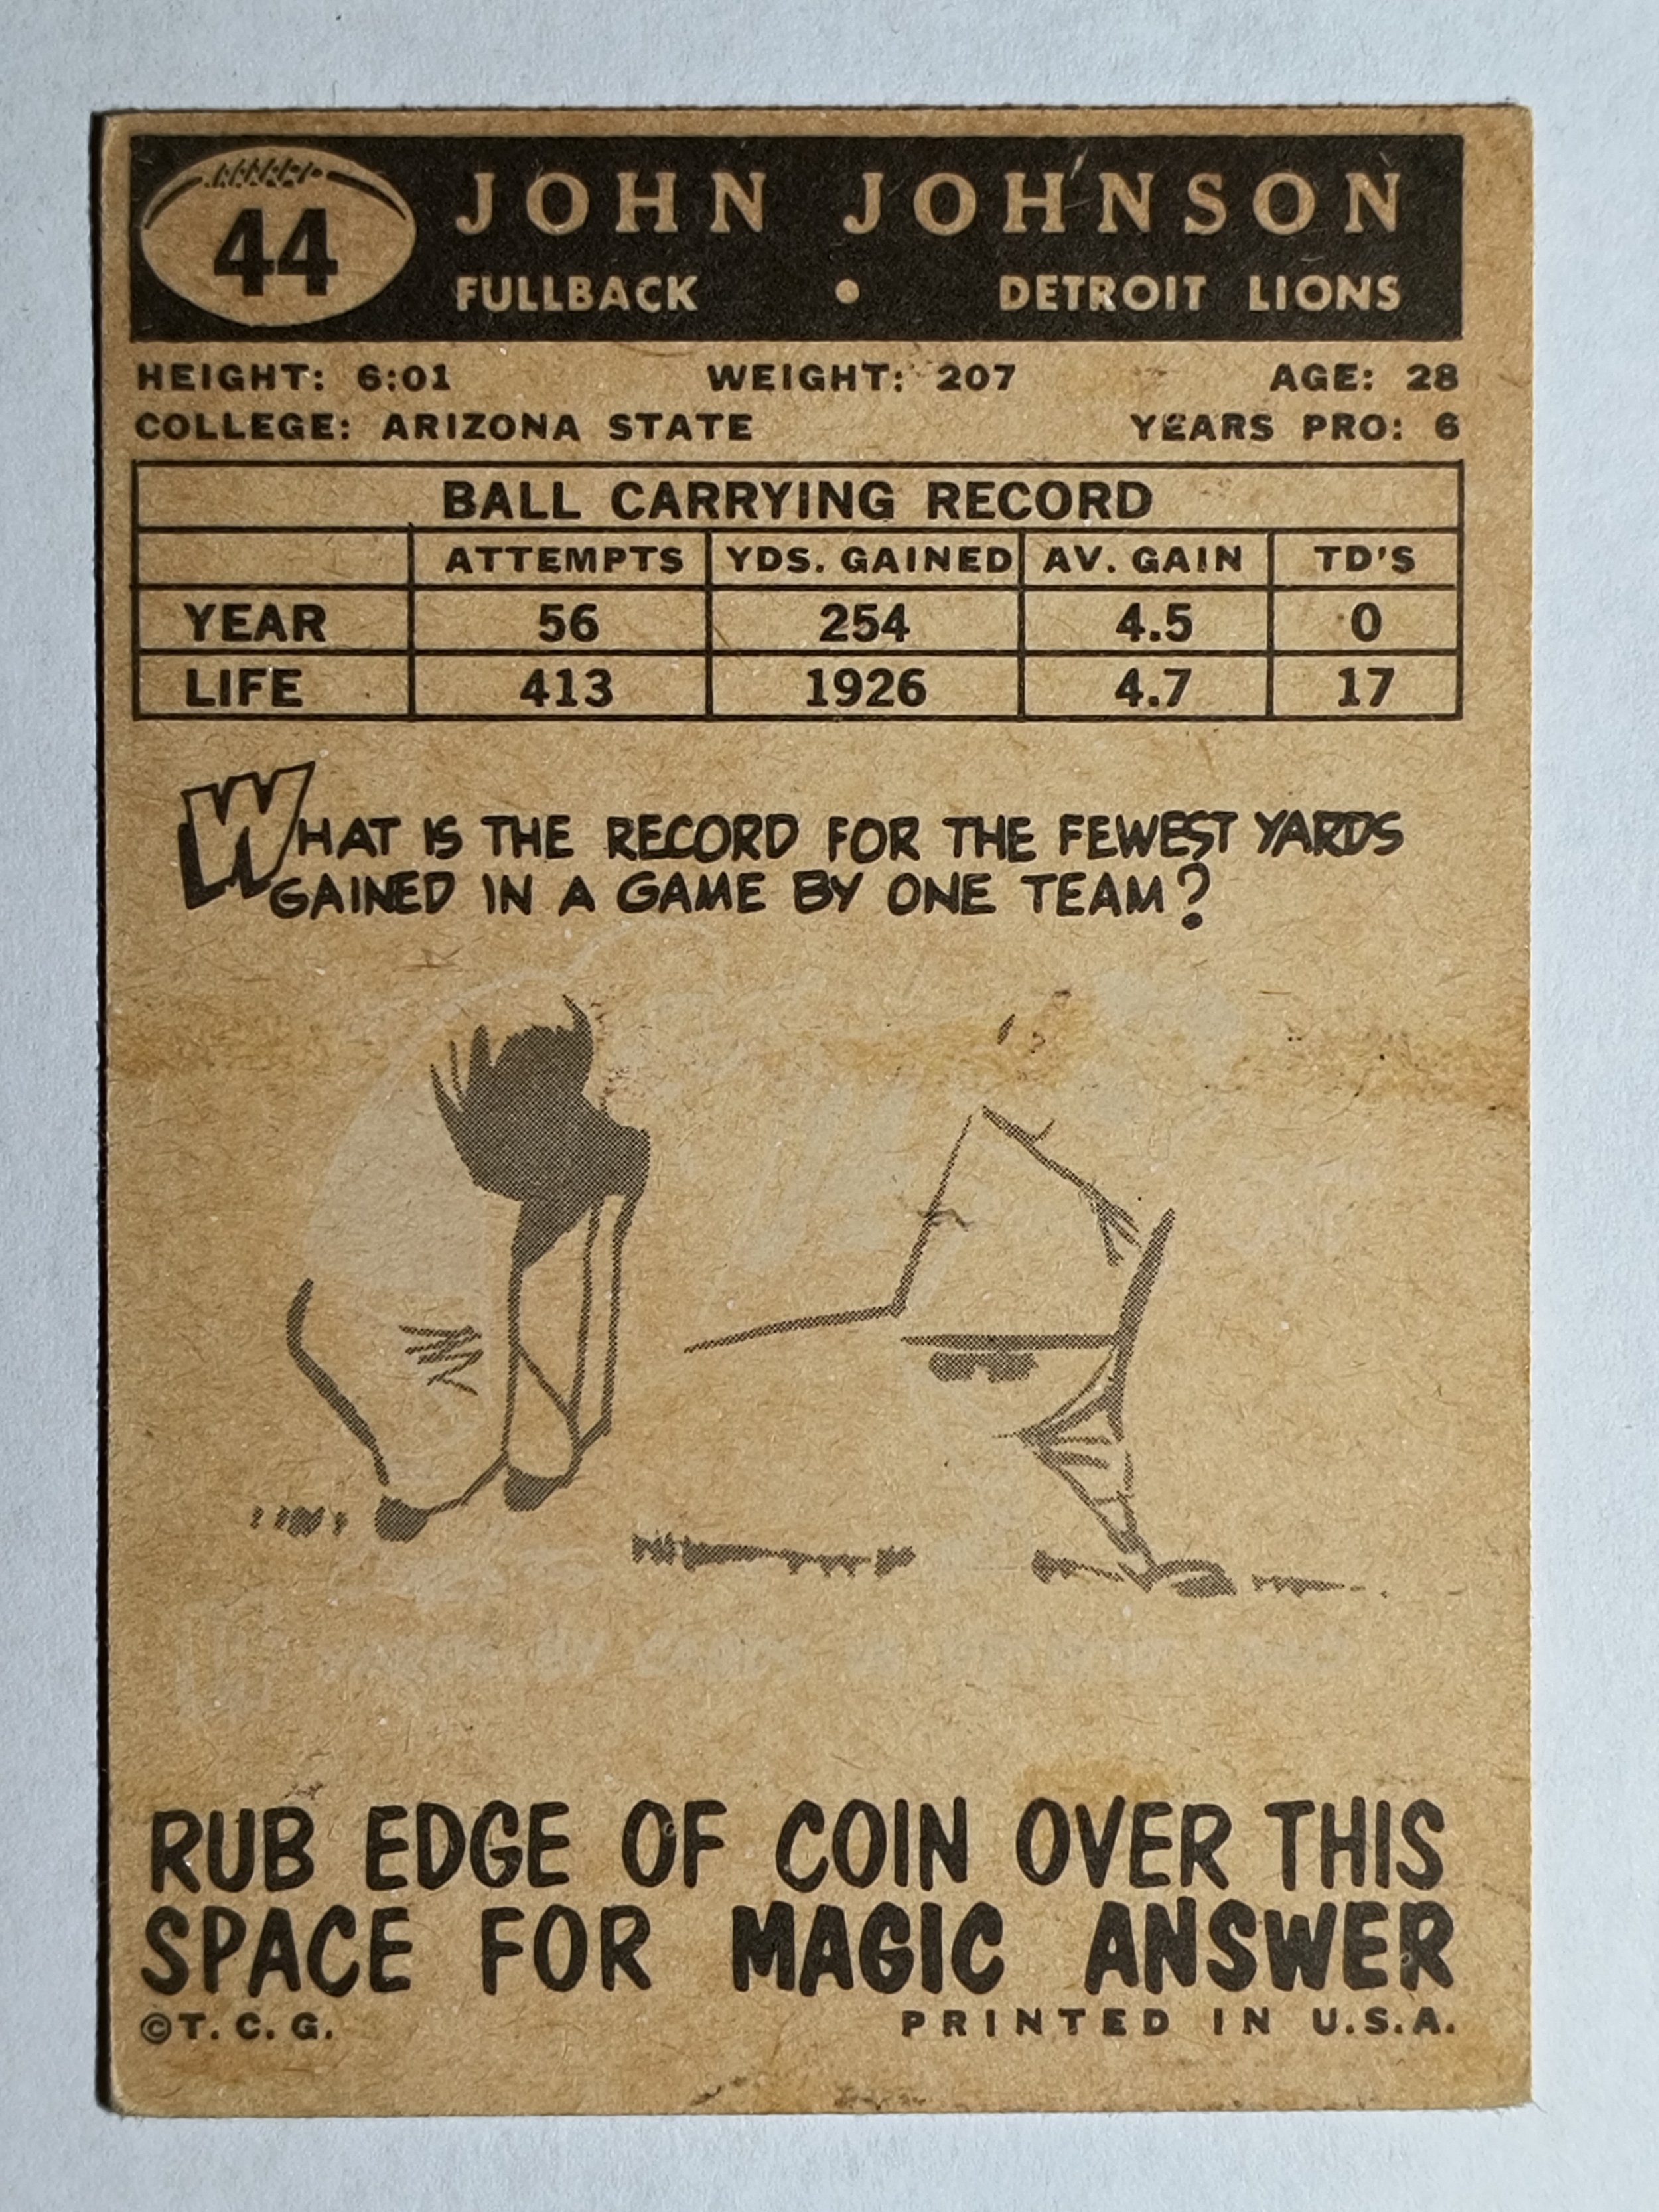 44
JOHN JOHNSON
FULLBACK • DETROIT LIONS
HEIGHT: 6:01 WEIGHT: 207 AGE: 28
COLLEGE: ARIZONA STATE YEARS PRO: 6
BALL CARRYING RECORD
ATTEMPTS YDS. GAINED AV. GAIN TD'S
YEAR 56 254 4.5 0
LIFE 413 1926 4.7 17
WHAT IS THE RECORD FOR THE FEWEST YARDS
GAINED IN A GAME BY ONE TEAM?
RUB EDGE OF COIN OVER THIS
SPACE FOR MAGIC ANSWER
©T.C.G. PRINTED IN U.S.A.